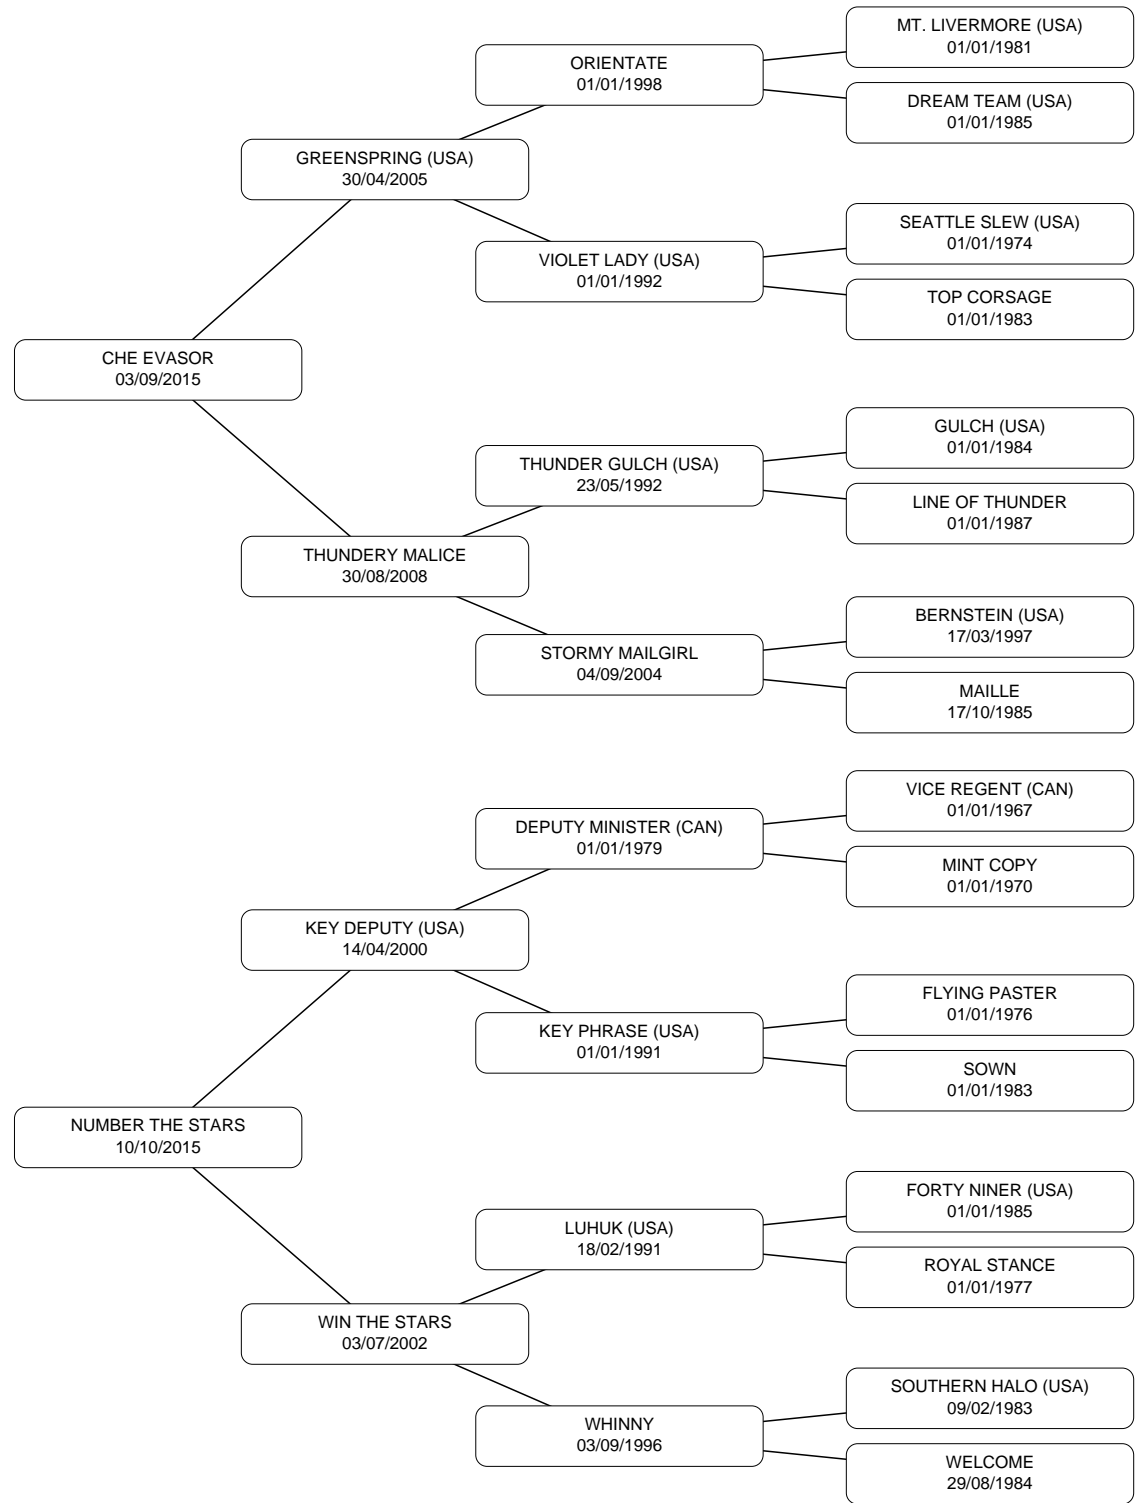 MT. LIVERMORE (USA)
01/01/1981
ORIENTATE
01/01/1998
DREAM TEAM (USA)
01/01/1985
GREENSPRING (USA)
30/04/2005
SEATTLE SLEW (USA)
01/01/1974
VIOLET LADY (USA)
01/01/1992
TOP CORSAGE
01/01/1983
CHE EVASOR
03/09/2015
GULCH (USA)
01/01/1984
THUNDER GULCH (USA)
23/05/1992
LINE OF THUNDER
01/01/1987
THUNDERY MALICE
30/08/2008
BERNSTEIN (USA)
17/03/1997
STORMY MAILGIRL
04/09/2004
MAILLE
17/10/1985
VICE REGENT (CAN)
01/01/1967
DEPUTY MINISTER (CAN)
01/01/1979
MINT COPY
01/01/1970
KEY DEPUTY (USA)
14/04/2000
FLYING PASTER
01/01/1976
KEY PHRASE (USA)
01/01/1991
SOWN
01/01/1983
NUMBER THE STARS
10/10/2015
FORTY NINER (USA)
01/01/1985
LUHUK (USA)
18/02/1991
ROYAL STANCE
01/01/1977
WIN THE STARS
03/07/2002
SOUTHERN HALO (USA)
09/02/1983
WHINNY
03/09/1996
WELCOME
29/08/1984